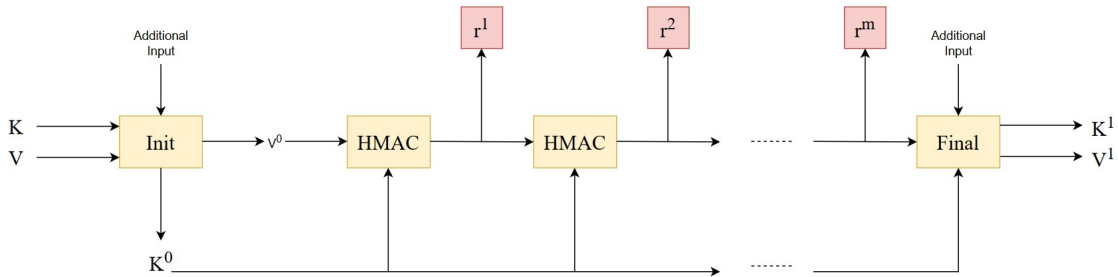 r¹
r²
rᵐ
Additional
Input
Additional
Input
K
V
Init
V⁰
HMAC
HMAC
Final
K¹
V¹
K⁰